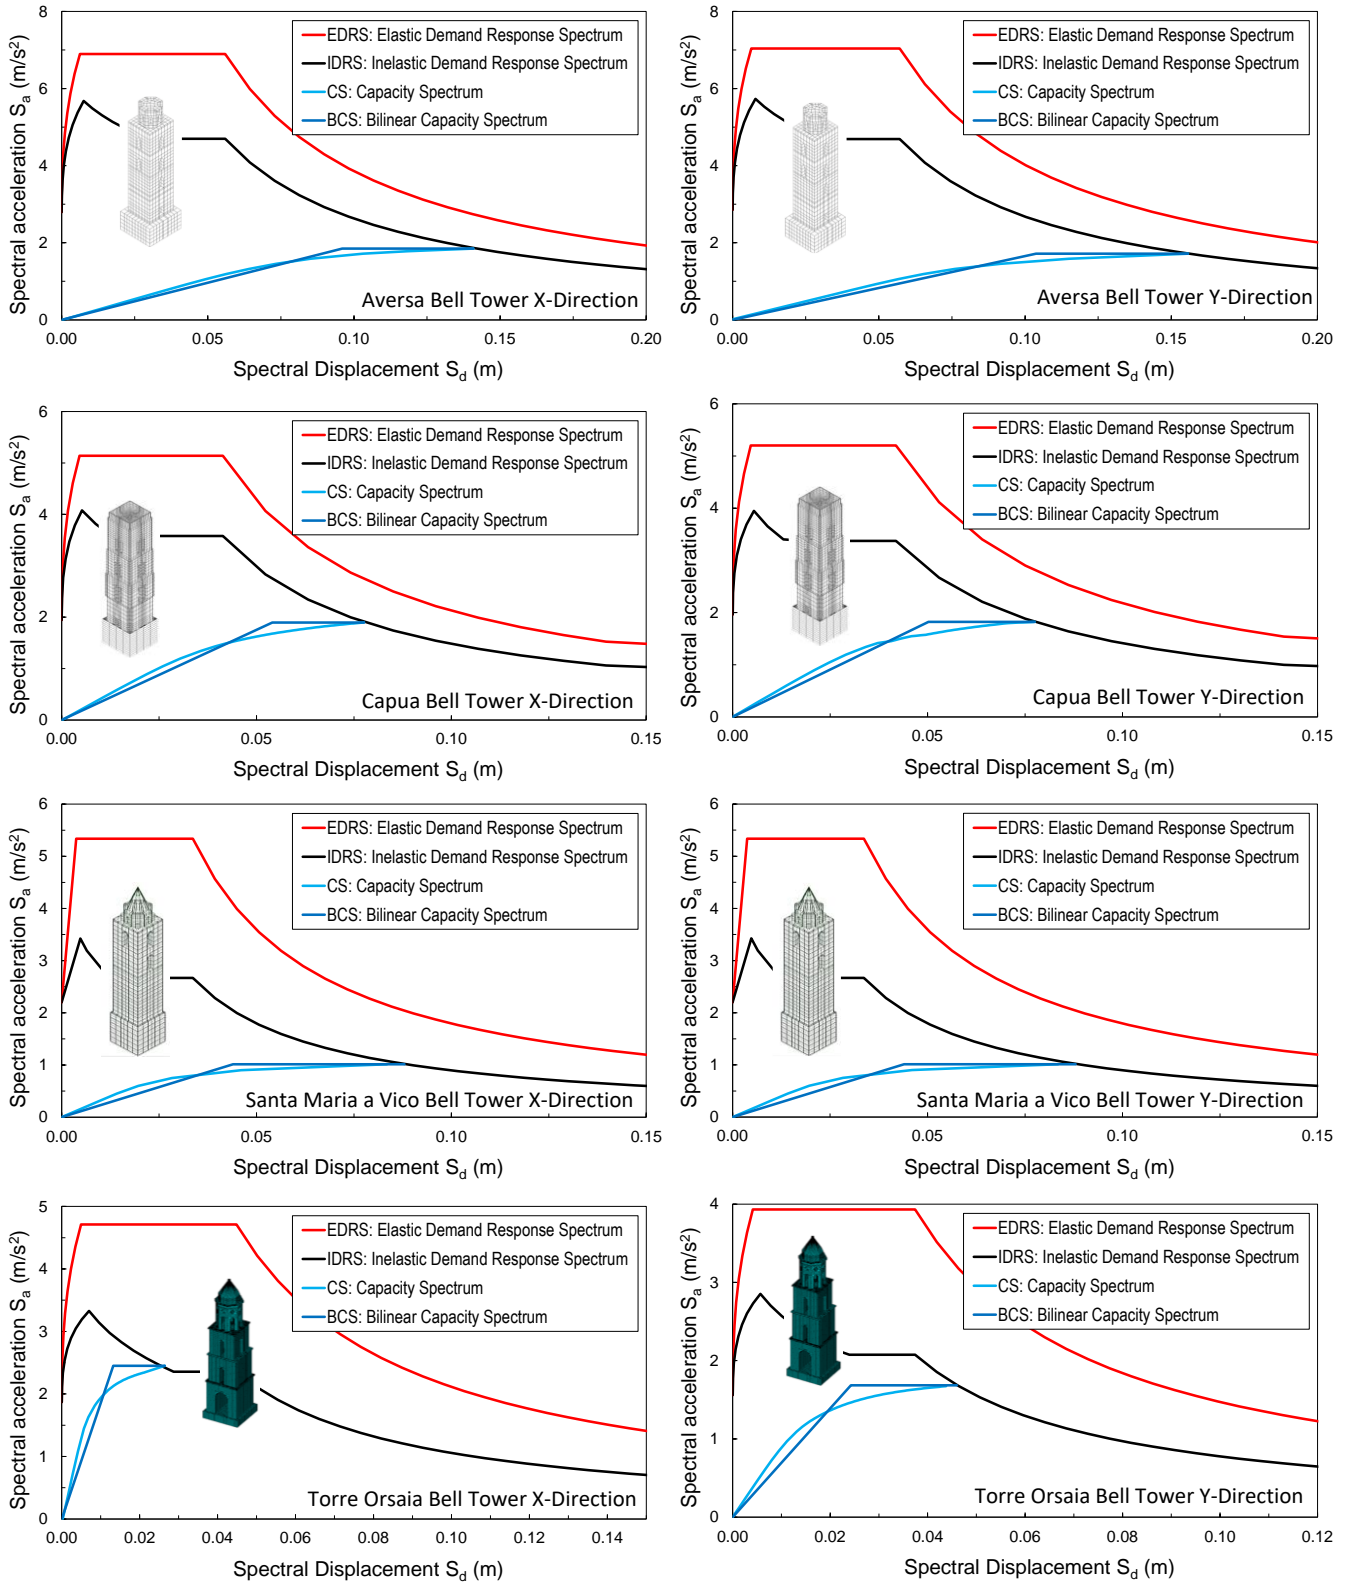 Spectral acceleration Sₐ (m/s²)
8
6
4
2
0
EDRS: Elastic Demand Response Spectrum
IDRS: Inelastic Demand Response Spectrum
CS: Capacity Spectrum
BCS: Bilinear Capacity Spectrum
Aversa Bell Tower X-Direction
0.00 0.05 0.10 0.15 0.20
Spectral Displacement S_d (m)
Spectral acceleration Sₐ (m/s²)
8
6
4
2
0
EDRS: Elastic Demand Response Spectrum
IDRS: Inelastic Demand Response Spectrum
CS: Capacity Spectrum
BCS: Bilinear Capacity Spectrum
Aversa Bell Tower Y-Direction
0.00 0.05 0.10 0.15 0.20
Spectral Displacement S_d (m)
Spectral acceleration Sₐ (m/s²)
6
4
2
0
EDRS: Elastic Demand Response Spectrum
IDRS: Inelastic Demand Response Spectrum
CS: Capacity Spectrum
BCS: Bilinear Capacity Spectrum
Capua Bell Tower X-Direction
0.00 0.05 0.10 0.15
Spectral Displacement S_d (m)
Spectral acceleration Sₐ (m/s²)
6
4
2
0
EDRS: Elastic Demand Response Spectrum
IDRS: Inelastic Demand Response Spectrum
CS: Capacity Spectrum
BCS: Bilinear Capacity Spectrum
Capua Bell Tower Y-Direction
0.00 0.05 0.10 0.15
Spectral Displacement S_d (m)
Spectral acceleration Sₐ (m/s²)
6
5
4
3
2
1
0
EDRS: Elastic Demand Response Spectrum
IDRS: Inelastic Demand Response Spectrum
CS: Capacity Spectrum
BCS: Bilinear Capacity Spectrum
Santa Maria a Vico Bell Tower X-Direction
0.00 0.05 0.10 0.15
Spectral Displacement S_d (m)
Spectral acceleration Sₐ (m/s²)
6
5
4
3
2
1
0
EDRS: Elastic Demand Response Spectrum
IDRS: Inelastic Demand Response Spectrum
CS: Capacity Spectrum
BCS: Bilinear Capacity Spectrum
Santa Maria a Vico Bell Tower Y-Direction
0.00 0.05 0.10 0.15
Spectral Displacement S_d (m)
Spectral acceleration Sₐ (m/s²)
5
4
3
2
1
0
EDRS: Elastic Demand Response Spectrum
IDRS: Inelastic Demand Response Spectrum
CS: Capacity Spectrum
BCS: Bilinear Capacity Spectrum
Torre Orsaia Bell Tower X-Direction
0.00 0.02 0.04 0.06 0.08 0.10 0.12 0.14
Spectral Displacement S_d (m)
Spectral acceleration Sₐ (m/s²)
4
3
2
1
0
EDRS: Elastic Demand Response Spectrum
IDRS: Inelastic Demand Response Spectrum
CS: Capacity Spectrum
BCS: Bilinear Capacity Spectrum
Torre Orsaia Bell Tower Y-Direction
0.00 0.02 0.04 0.06 0.08 0.10 0.12
Spectral Displacement S_d (m)